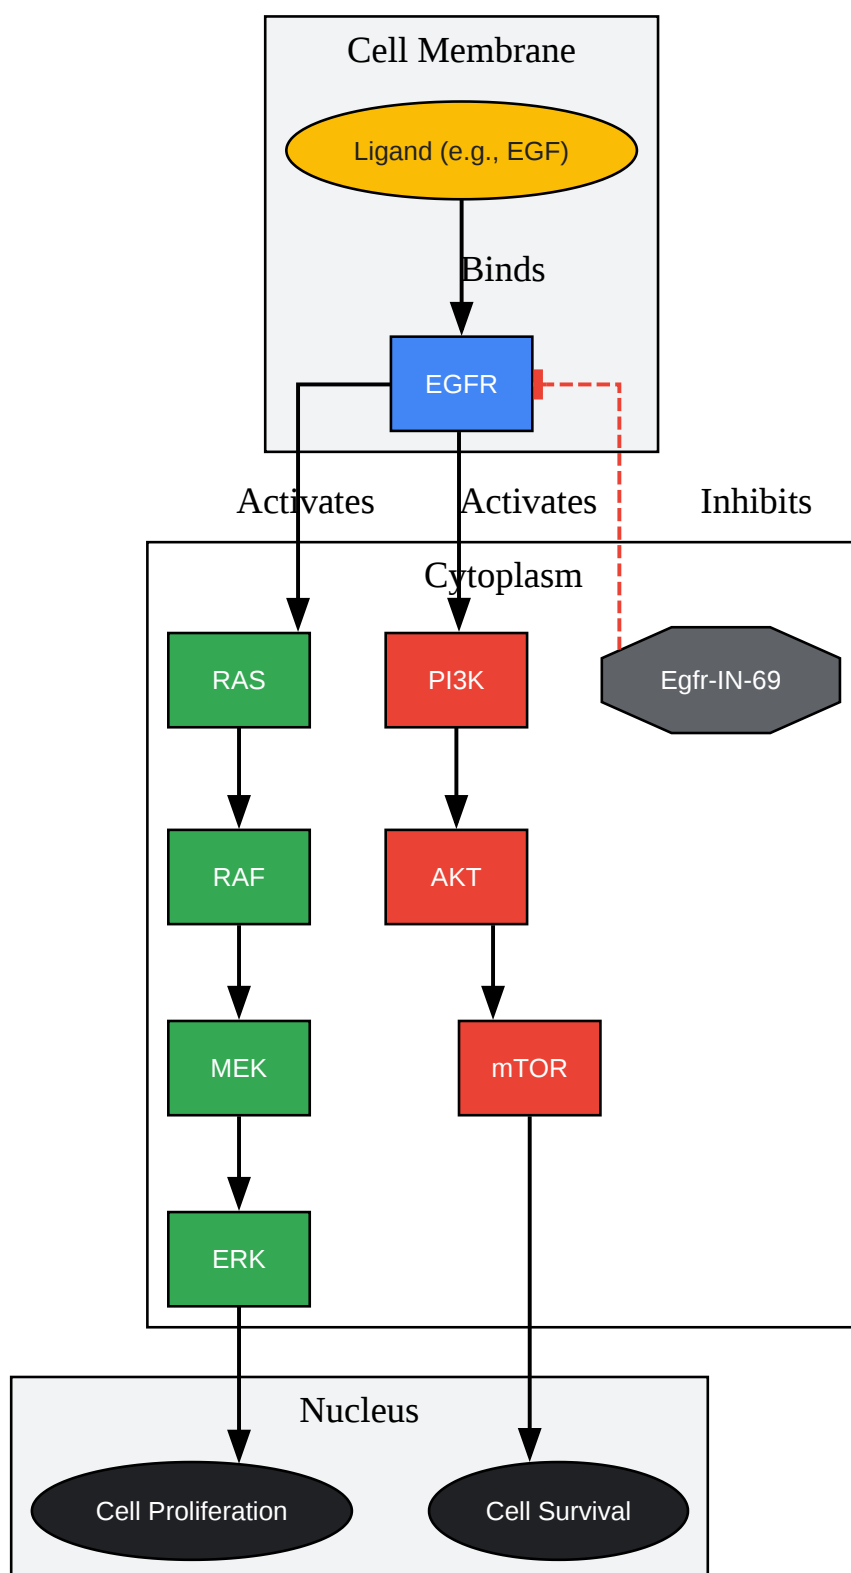 Cell Membrane
Ligand (e.g., EGF)
Binds
EGFR
Activates
Activates
Inhibits
Cytoplasm
RAS
PI3K
Egfr-IN-69
RAF
AKT
MEK
mTOR
ERK
Nucleus
Cell Proliferation
Cell Survival